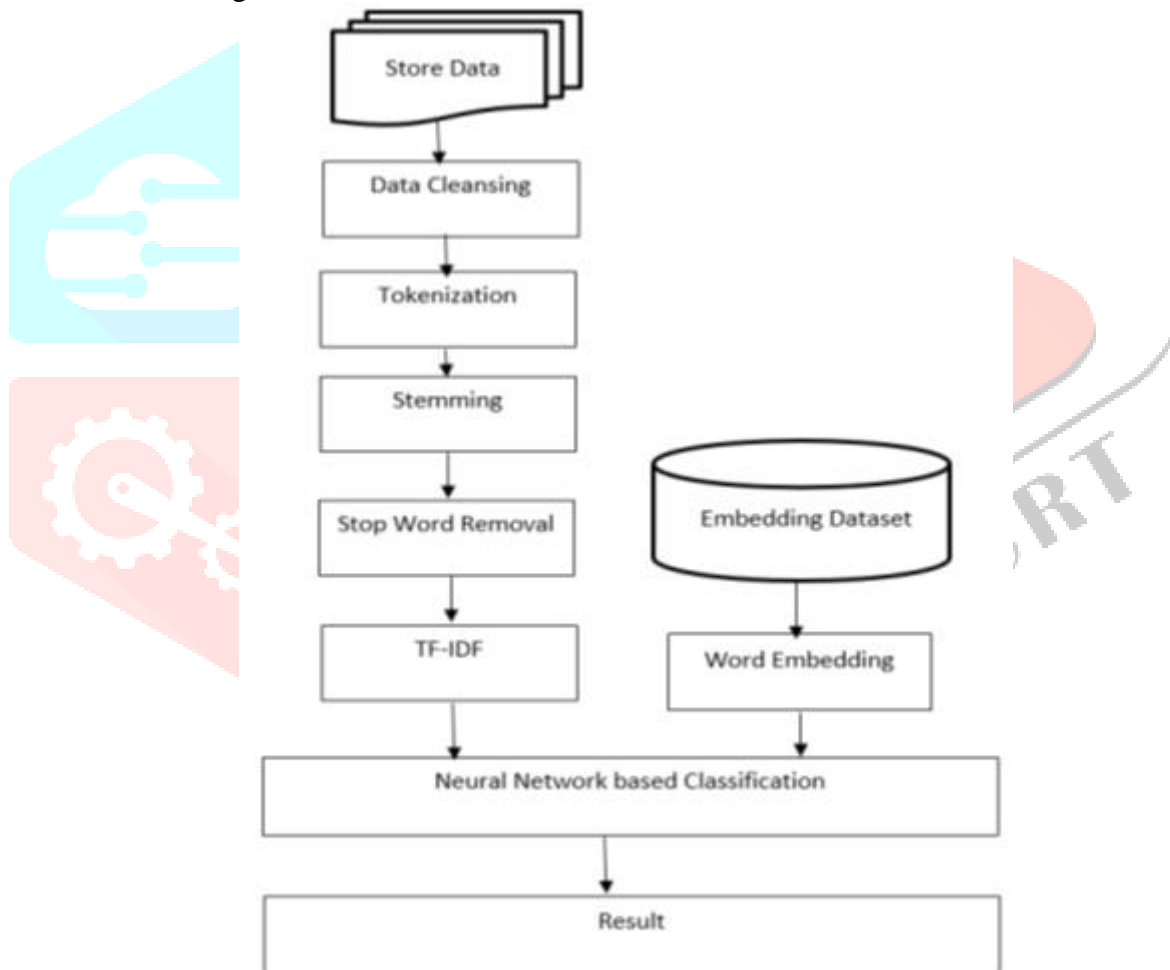 Store Data
Data Cleansing
Tokenization
Stemming
Stop Word Removal
Embedding Dataset
TF-IDF
Word Embedding
Neural Network based Classification
Result